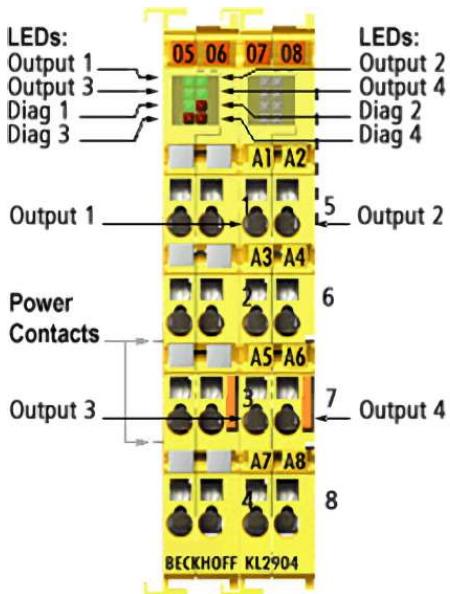 LEDs:
LEDs:
05 06 07 08
Output 1
Output 2
Output 3
Output 4
Diag 1
Diag 2
Diag 3
Diag 4
A1 A2
1
5
Output 1
Output 2
A3 A4
2
6
Power
Contacts
A5 A6
3
7
Output 3
Output 4
A7 A8
4
8
BECKHOFF KL2904